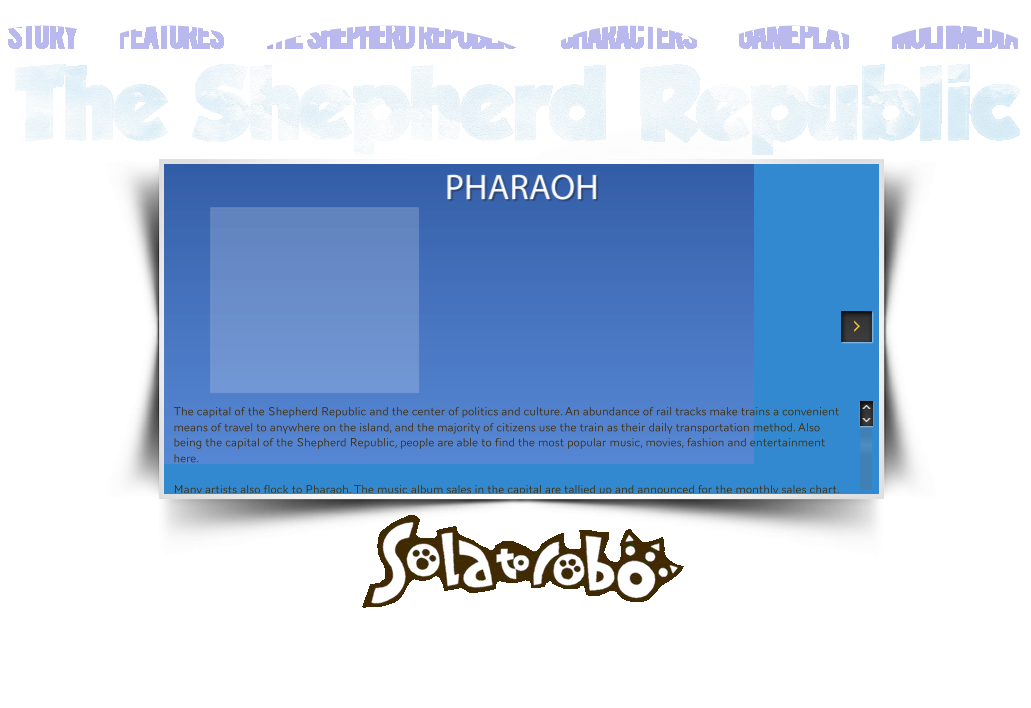 STORY FEATURES THE SHEPHERD REPUBLIC CHARACTERS GAMEPLAY MULTIMEDIA
The Shepherd Republic
PHARAOH
The capital of the Shepherd Republic and the center of politics and culture. An abundance of rail tracks make trains a convenient
means of travel to anywhere on the island, and the majority of citizens use the train as their daily transportation method. Also
being the capital of the Shepherd Republic, people are able to find the most popular music, movies, fashion and entertainment
here.
Many artists also flock to Pharaoh. The music album sales in the capital are tallied up and announced for the monthly sales chart.
Solatorobo